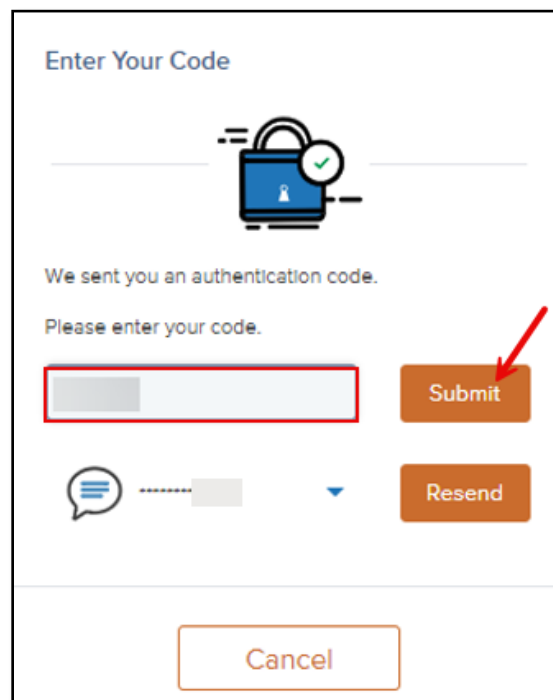 Enter Your Code
We sent you an authentication code.
Please enter your code.
Submit
Resend
Cancel